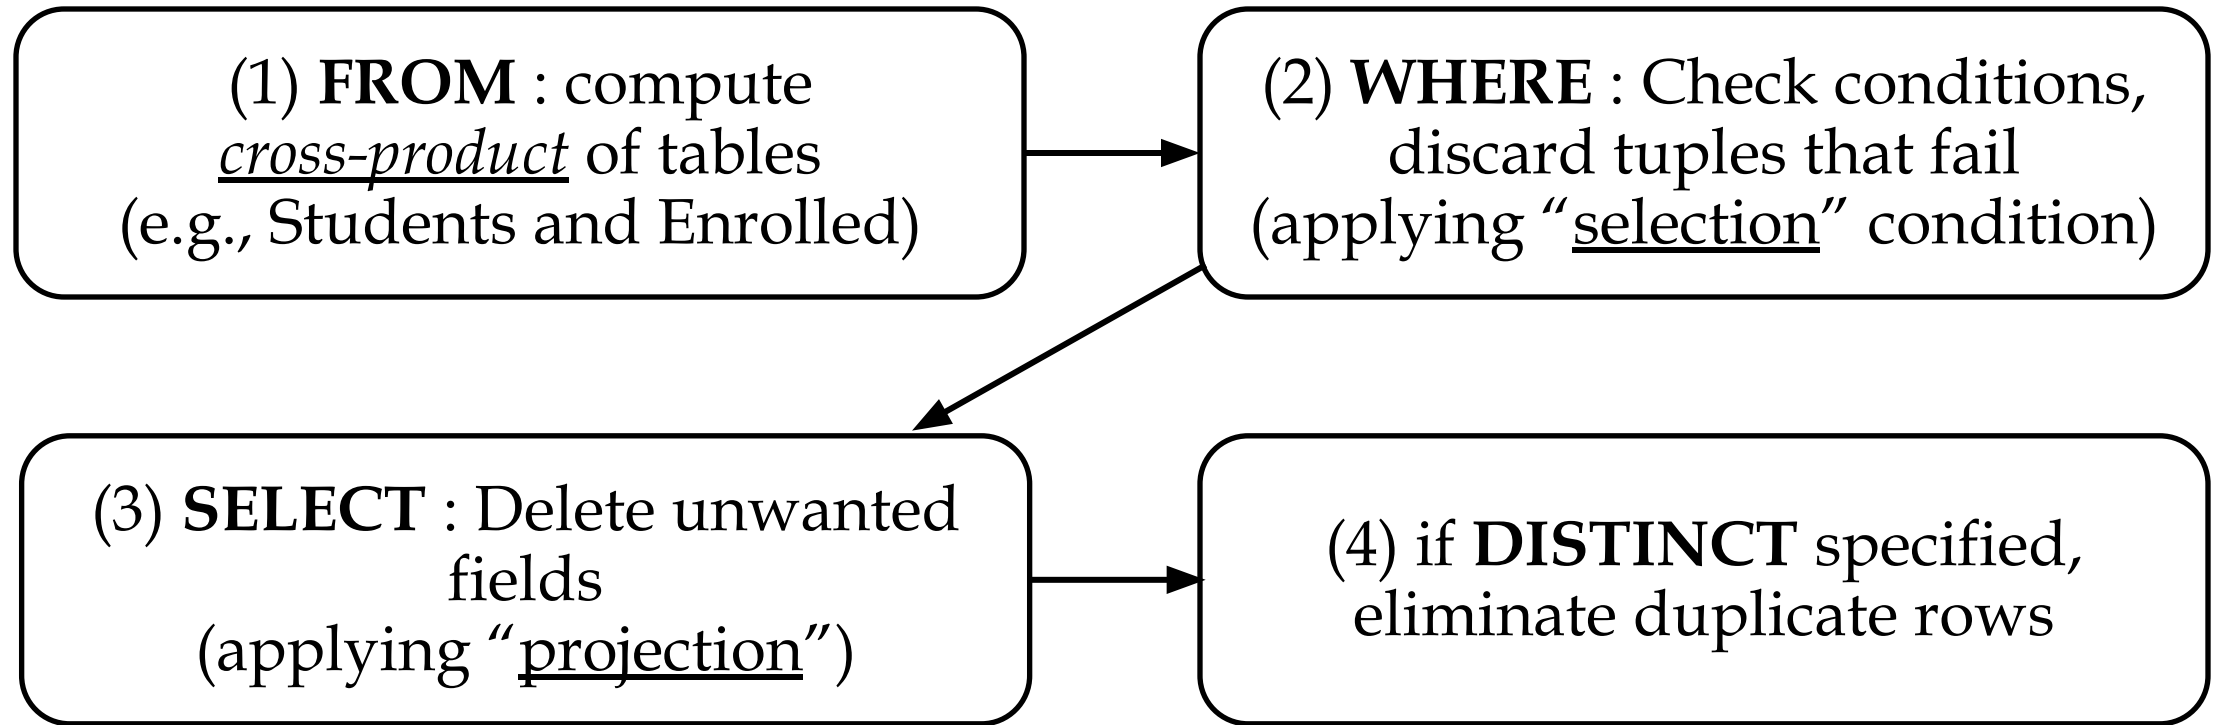 (1) FROM : compute
cross-product of tables
(e.g., Students and Enrolled)
(2) WHERE : Check conditions,
discard tuples that fail
(applying “selection” condition)
(3) SELECT : Delete unwanted
fields
(applying “projection”)
(4) if DISTINCT specified,
eliminate duplicate rows